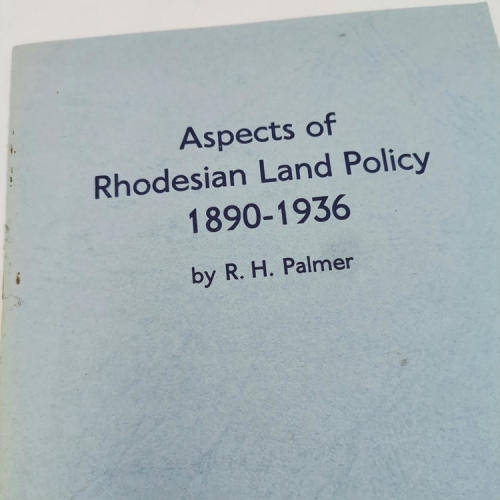 Aspects of
Rhodesian Land Policy
1890-1936
by R. H. Palmer